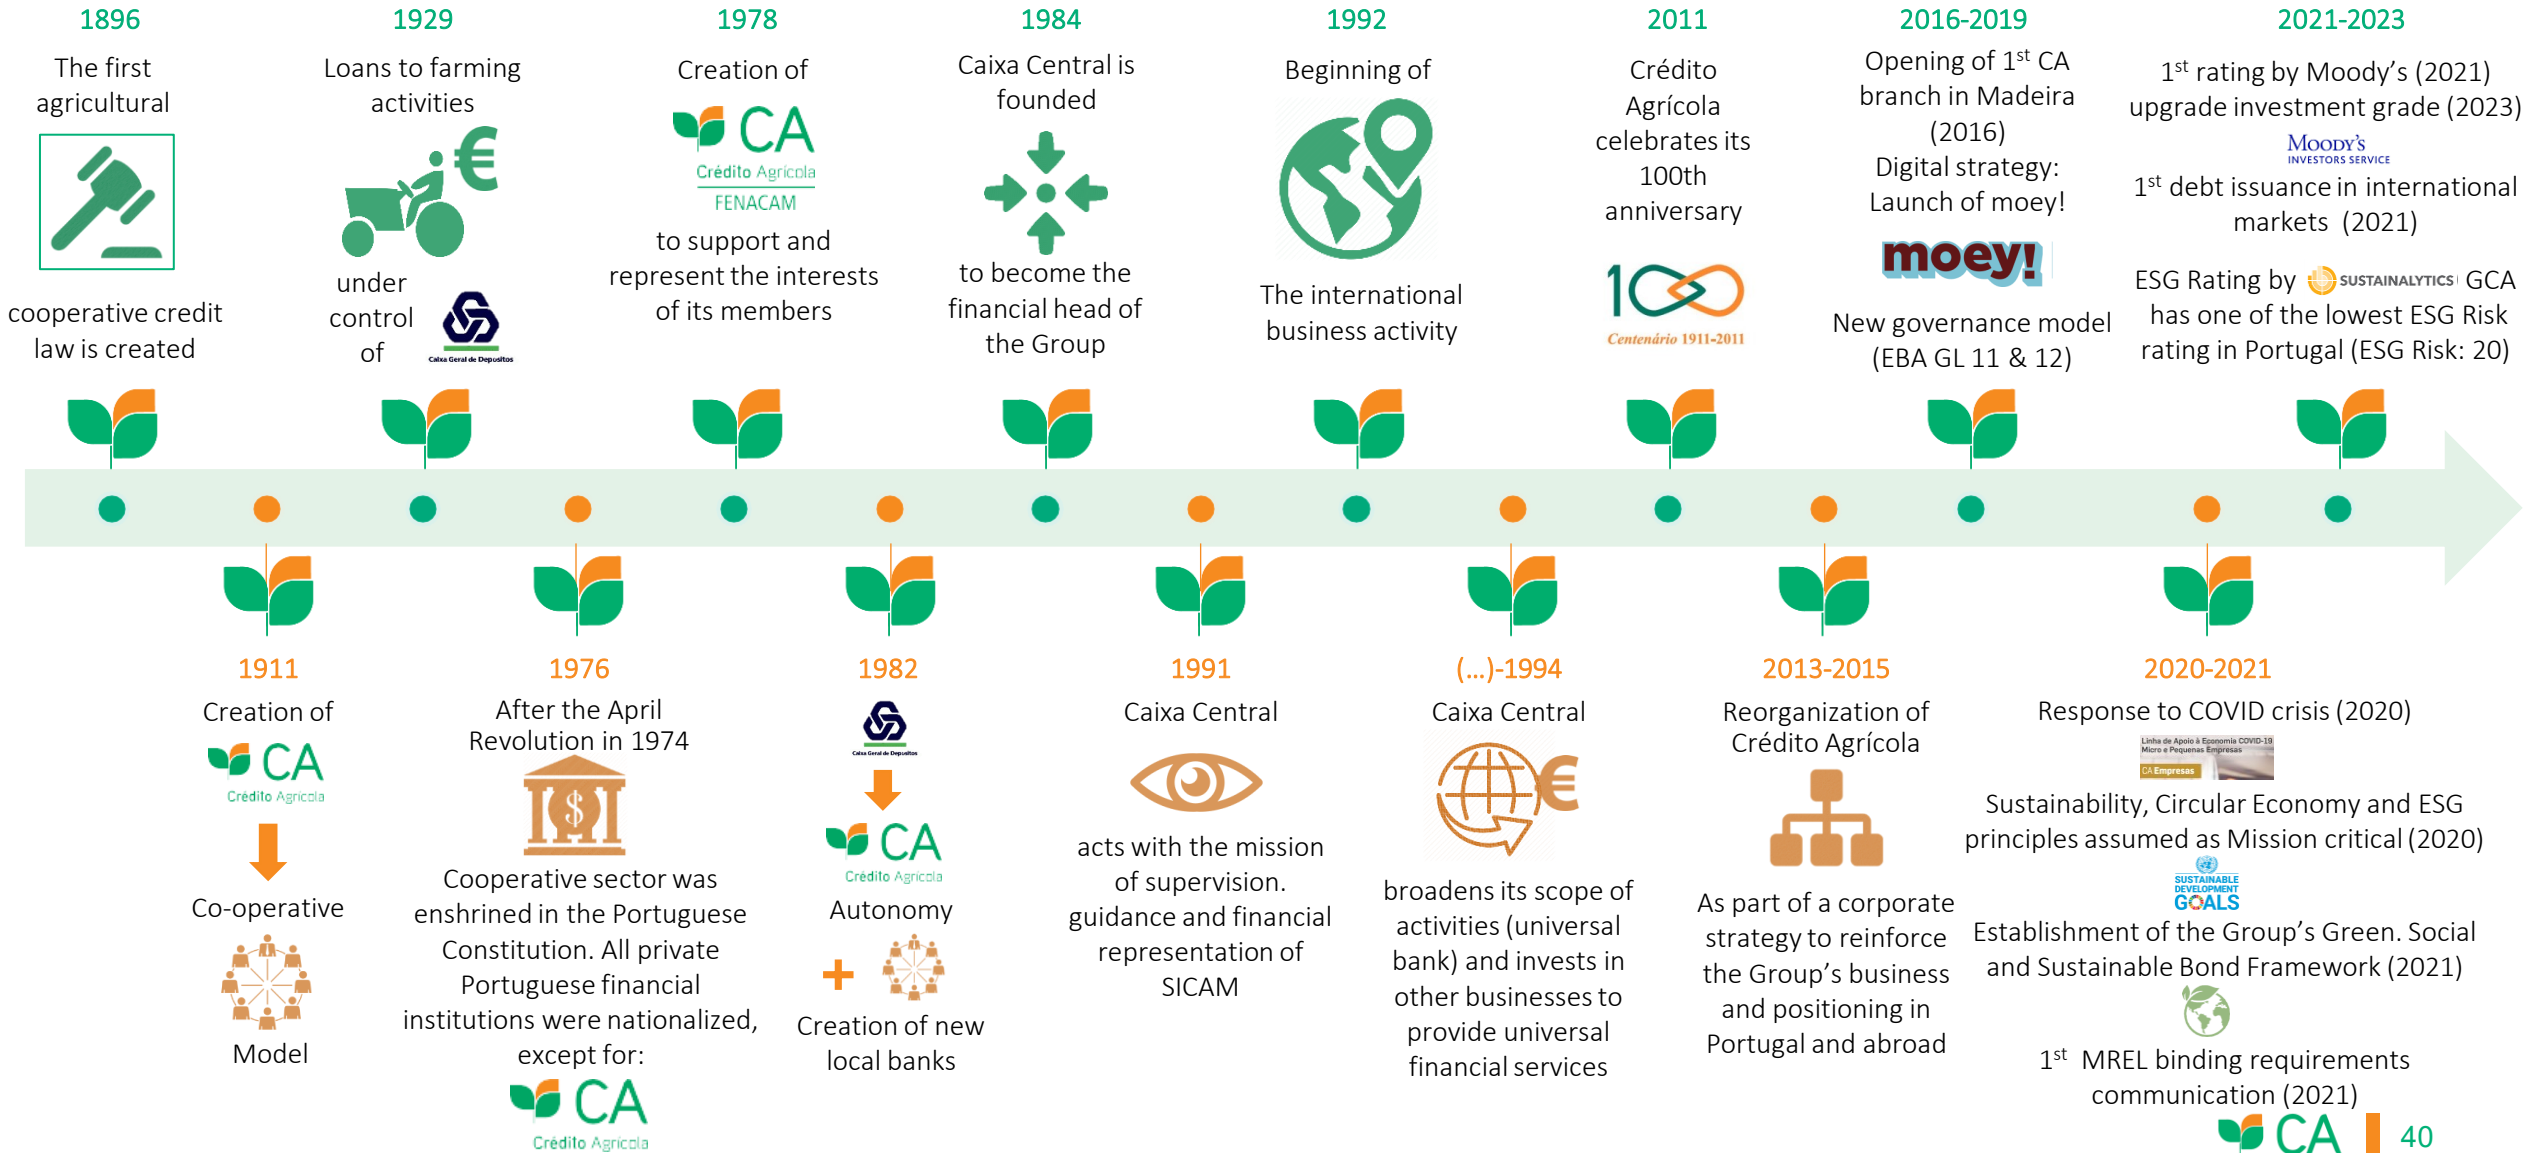 1896
The first
agricultural
cooperative credit
law is created
1929
Loans to farming
activities
€
under
control
of
Caixa Geral de Depositos
1978
Creation of
CA
Crédito Agrícola
FENACAM
to support and
represent the interests
of its members
1984
Caixa Central is
founded
to become the
financial head of
the Group
1992
Beginning of
The international
business activity
2011
Crédito
Agrícola
celebrates its
100th
anniversary
100
Centenário 1911-2011
2016-2019
Opening of 1st CA
branch in Madeira
(2016)
Digital strategy:
Launch of moey!
moey!
New governance model
(EBA GL 11 & 12)
2021-2023
1st rating by Moody’s (2021)
upgrade investment grade (2023)
MOODY'S
INVESTORS SERVICE
1st debt issuance in international
markets (2021)
ESG Rating by SUSTAINALYTICS GCA
has one of the lowest ESG Risk
rating in Portugal (ESG Risk: 20)
1911
Creation of
CA
Crédito Agrícola
Co-operative
Model
1976
After the April
Revolution in 1974
$
Cooperative sector was
enshrined in the Portuguese
Constitution. All private
Portuguese financial
institutions were nationalized,
except for:
CA
Crédito Agrícola
1982
Caixa Geral de Depositos
CA
Crédito Agrícola
Autonomy
+
Creation of new
local banks
1991
Caixa Central
acts with the mission
of supervision.
guidance and financial
representation of
SICAM
(…)-1994
Caixa Central
€
broadens its scope of
activities (universal
bank) and invests in
other businesses to
provide universal
financial services
2013-2015
Reorganization of
Crédito Agrícola
As part of a corporate
strategy to reinforce
the Group’s business
and positioning in
Portugal and abroad
2020-2021
Response to COVID crisis (2020)
Linha de Apoio à Economia COVID-19
Micro e Pequenas Empresas
CA Empresas
Sustainability, Circular Economy and ESG
principles assumed as Mission critical (2020)
SUSTAINABLE
DEVELOPMENT
GOALS
Establishment of the Group’s Green. Social
and Sustainable Bond Framework (2021)
1st MREL binding requirements
communication (2021)
CA
40